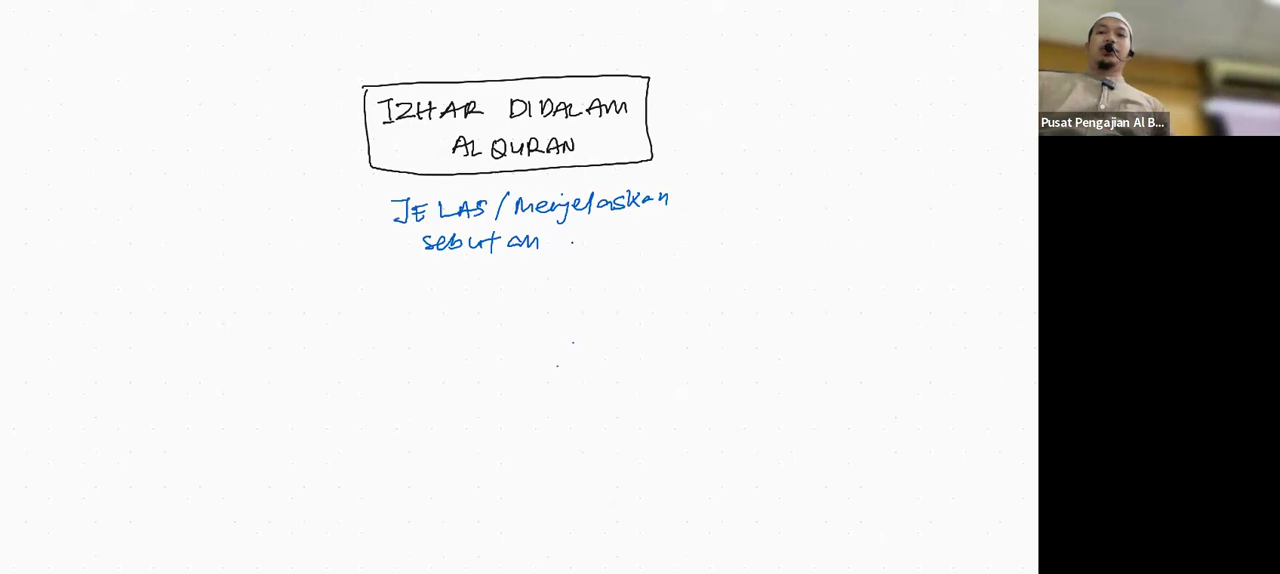 IZHAR DIDALAM
AL QURAN
JELAS / Menjelaskan
sebutan
Pusat Pengajian Al B...